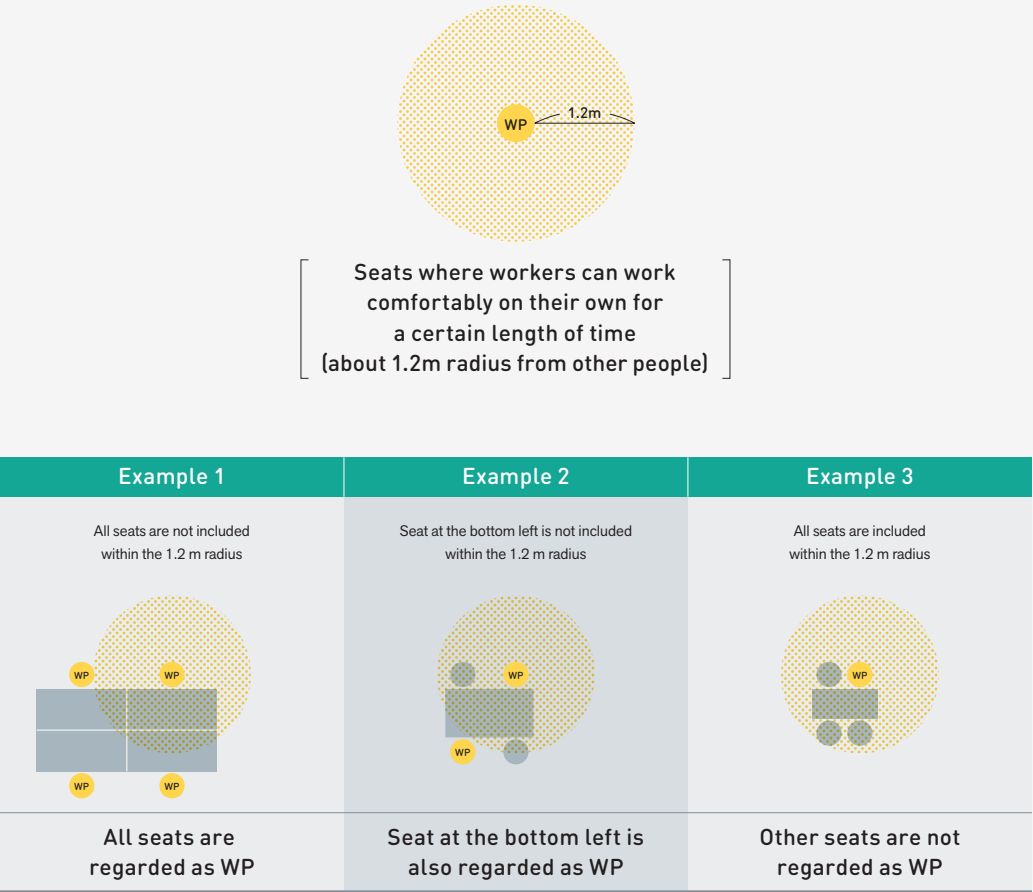 WP
1.2m
Seats where workers can work
comfortably on their own for
a certain length of time
(about 1.2m radius from other people)
Example 1
All seats are not included
within the 1.2 m radius
WP
WP
WP
WP
All seats are
regarded as WP
Example 2
Seat at the bottom left is not included
within the 1.2 m radius
WP
WP
Seat at the bottom left is
also regarded as WP
Example 3
All seats are included
within the 1.2 m radius
WP
Other seats are not
regarded as WP